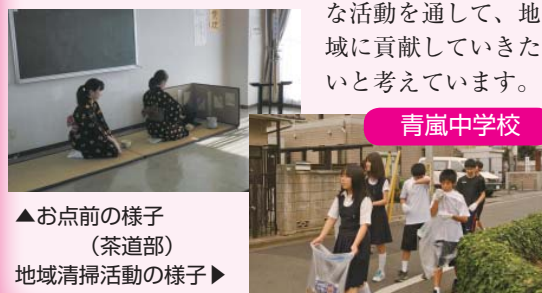 な活動を通して、地
域に貢献していきた
いと考えています。
青嵐中学校
▲お点前の様子
（茶道部）
地域清掃活動の様子▶